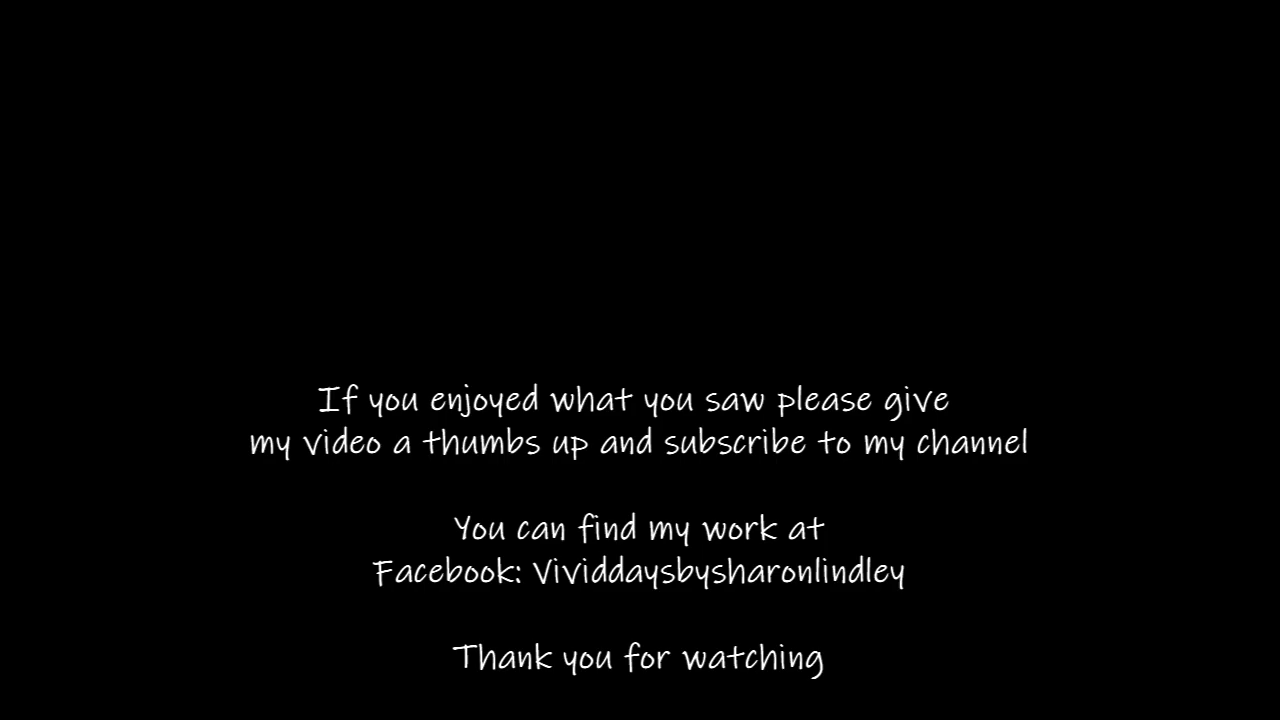 If you enjoyed what you saw please give
my video a thumbs up and subscribe to my channel
You can find my work at
Facebook: Vividdaysbysharonlindley
Thank you for watching